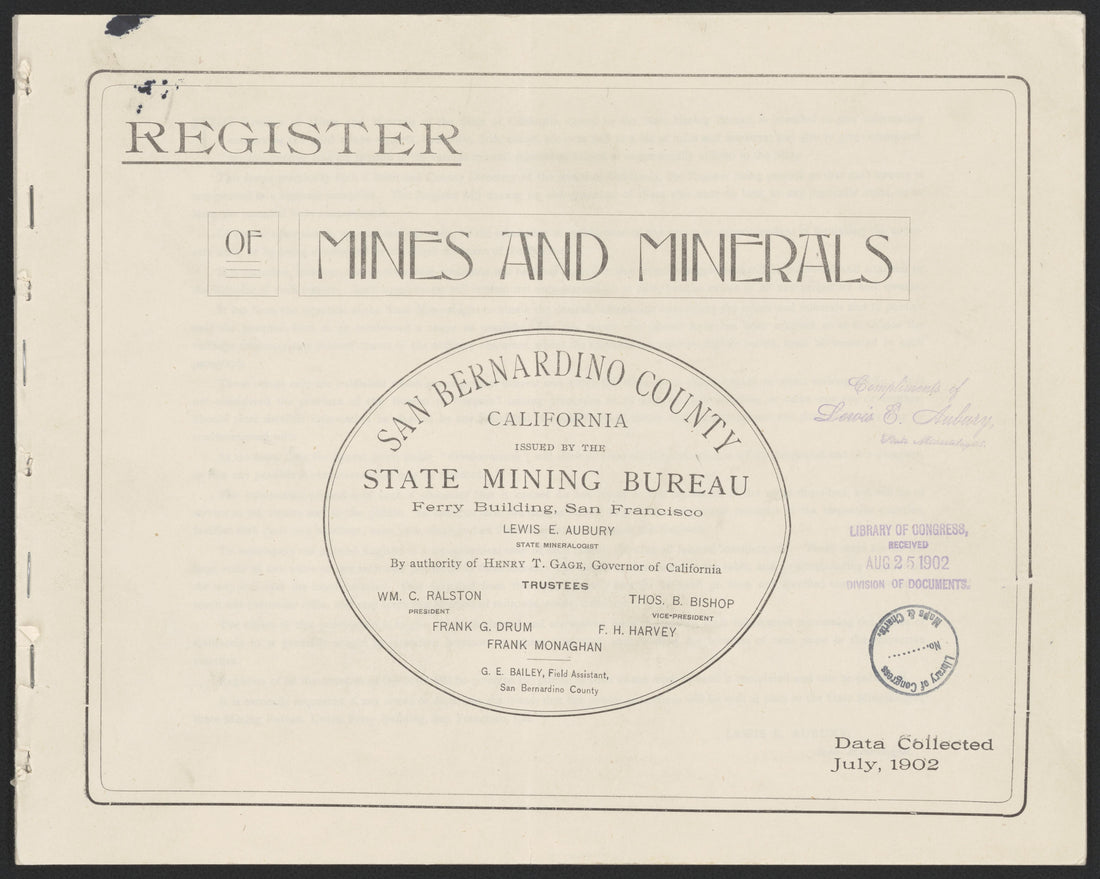 REGISTER
OF MINES AND MINERALS
SAN BERNARDINO COUNTY
CALIFORNIA
ISSUED BY THE
STATE MINING BUREAU
Ferry Building, San Francisco
LEWIS E. AUBURY
STATE MINERALOGIST
By authority of HENRY T. GAGE, Governor of California
TRUSTEES
WM. C. RALSTON
PRESIDENT
THOS. B. BISHOP
VICE-PRESIDENT
FRANK G. DRUM
F. H. HARVEY
FRANK MONAGHAN
G. E. BAILEY, Field Assistant,
San Bernardino County
Compliments of
Lewis E. Aubury,
State Mineralogist.
LIBRARY OF CONGRESS,
RECEIVED
AUG 25 1902
DIVISION OF DOCUMENTS.
Maps & Charts.
No. ..........
Library of Congress
Data Collected
July, 1902